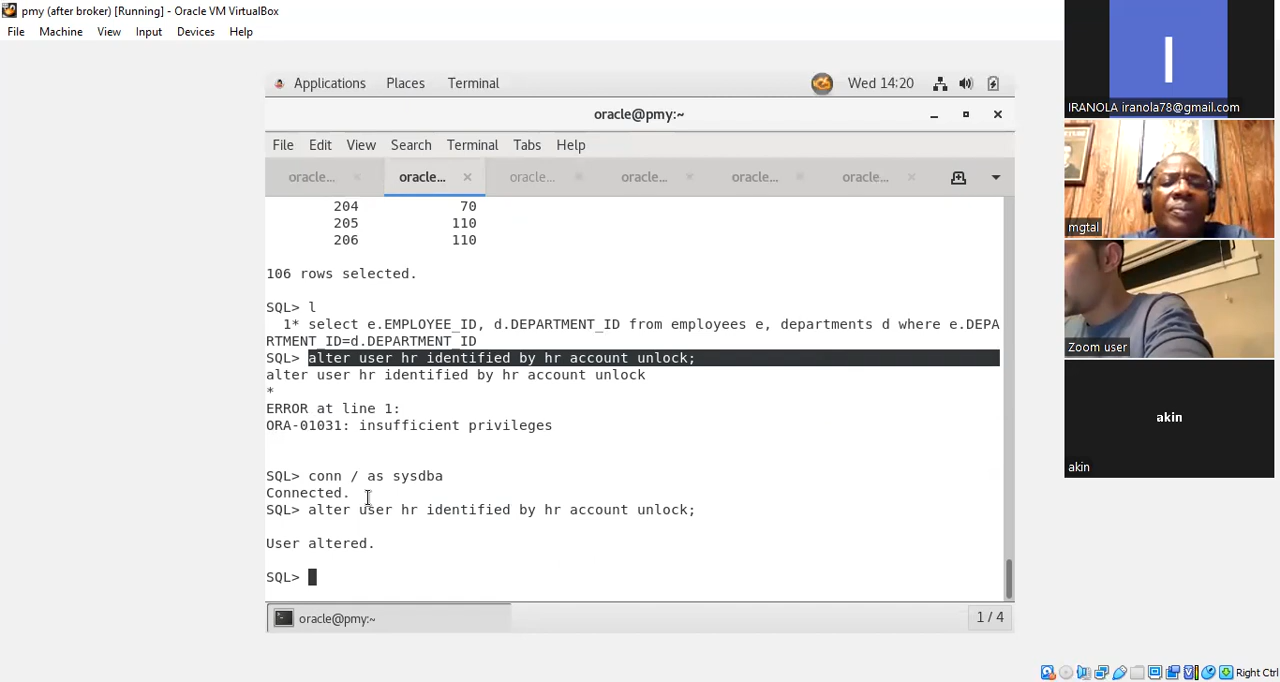 pmy (after broker) [Running] - Oracle VM VirtualBox
File Machine View Input Devices Help
Applications Places Terminal Wed 14:20
oracle@pmy:~
File Edit View Search Terminal Tabs Help
oracle... oracle... oracle... oracle... oracle... oracle...
204 70
205 110
206 110
106 rows selected.
SQL> l
1* select e.EMPLOYEE_ID, d.DEPARTMENT_ID from employees e, departments d where e.DEPA
RTMENT_ID=d.DEPARTMENT_ID
SQL> alter user hr identified by hr account unlock;
alter user hr identified by hr account unlock
*
ERROR at line 1:
ORA-01031: insufficient privileges
SQL> conn / as sysdba
Connected.
SQL> alter user hr identified by hr account unlock;
User altered.
SQL>
oracle@pmy:~
1 / 4
I
IRANOLA iranola78@gmail.com
mgtal
Zoom user
akin
akin
Right Ctrl